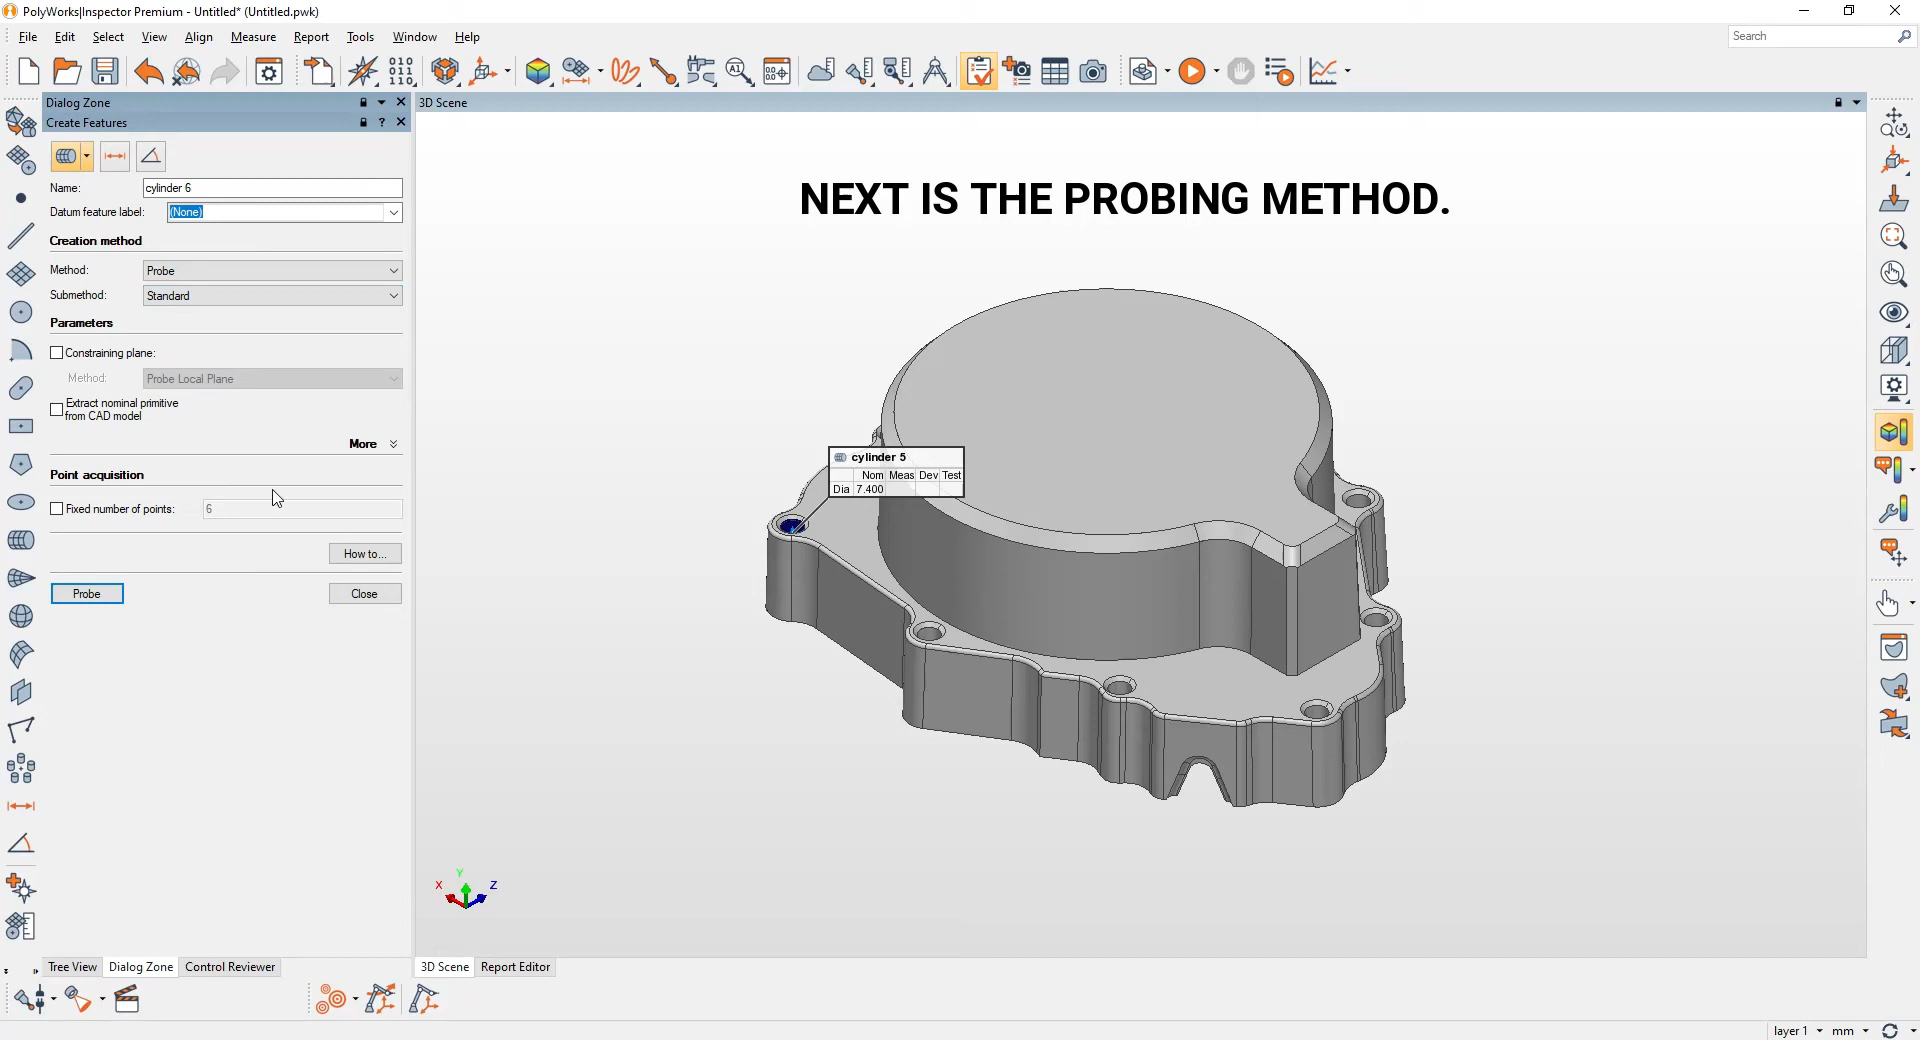 PolyWorks|Inspector Premium - Untitled* (Untitled.pwk)
File Edit Select View Align Measure Report Tools Window Help
Search
Dialog Zone
3D Scene
Create Features
Name: cylinder 6
Datum feature label: (None)
Creation method
Method: Probe
Submethod: Standard
Parameters
Constraining plane:
Method: Probe Local Plane
Extract nominal primitive
from CAD model
More
Point acquisition
Fixed number of points: 6
How to...
Probe Close
NEXT IS THE PROBING METHOD.
cylinder 5
Nom Meas Dev Test
Dia 7.400
X Y Z
Tree View Dialog Zone Control Reviewer
3D Scene Report Editor
layer 1 mm